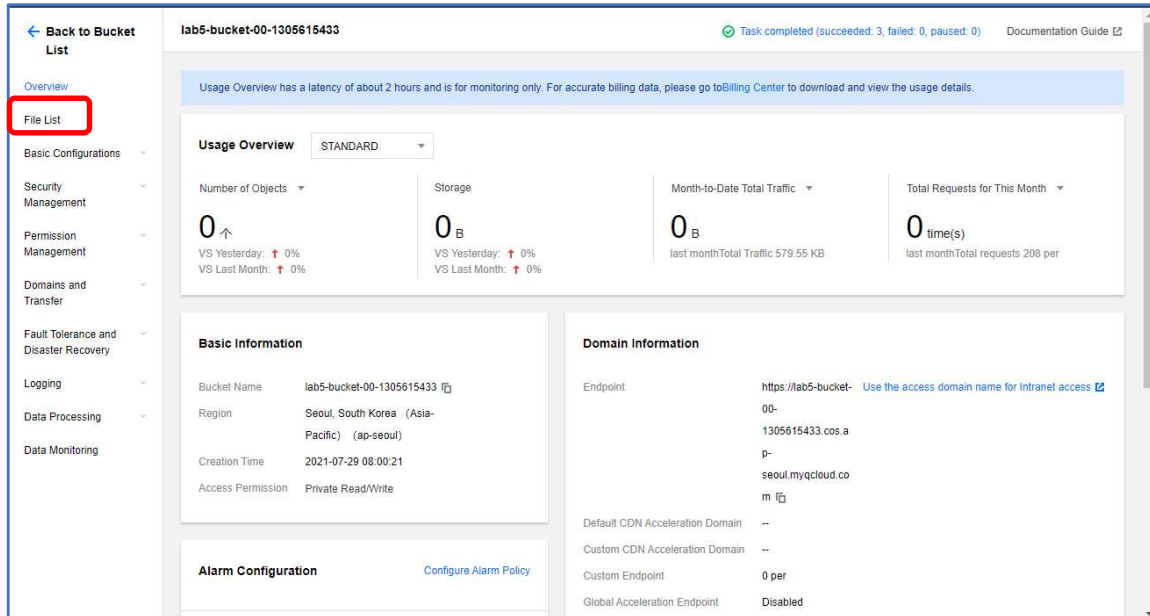 Back to Bucket
List
Overview
File List
Basic Configurations
Security
Management
Permission
Management
Domains and
Transfer
Fault Tolerance and
Disaster Recovery
Logging
Data Processing
Data Monitoring
lab5-bucket-00-1305615433
Task completed (succeeded: 3, failed: 0, paused: 0)
Documentation Guide
Usage Overview has a latency of about 2 hours and is for monitoring only. For accurate billing data, please go toBilling Center to download and view the usage details.
Usage Overview STANDARD
Number of Objects
0 个
VS Yesterday: ↑ 0%
VS Last Month: ↑ 0%
Storage
0 B
VS Yesterday: ↑ 0%
VS Last Month: ↑ 0%
Month-to-Date Total Traffic
0 B
last monthTotal Traffic 579.55 KB
Total Requests for This Month
0 time(s)
last monthTotal requests 208 per
Basic Information
Bucket Name lab5-bucket-00-1305615433
Region Seoul, South Korea （Asia-
Pacific） （ap-seoul）
Creation Time 2021-07-29 08:00:21
Access Permission Private Read/Write
Alarm Configuration Configure Alarm Policy
Domain Information
Endpoint https://lab5-bucket- Use the access domain name for Intranet access
00-
1305615433.cos.a
p-
seoul.myqcloud.co
m
Default CDN Acceleration Domain --
Custom CDN Acceleration Domain --
Custom Endpoint 0 per
Global Acceleration Endpoint Disabled